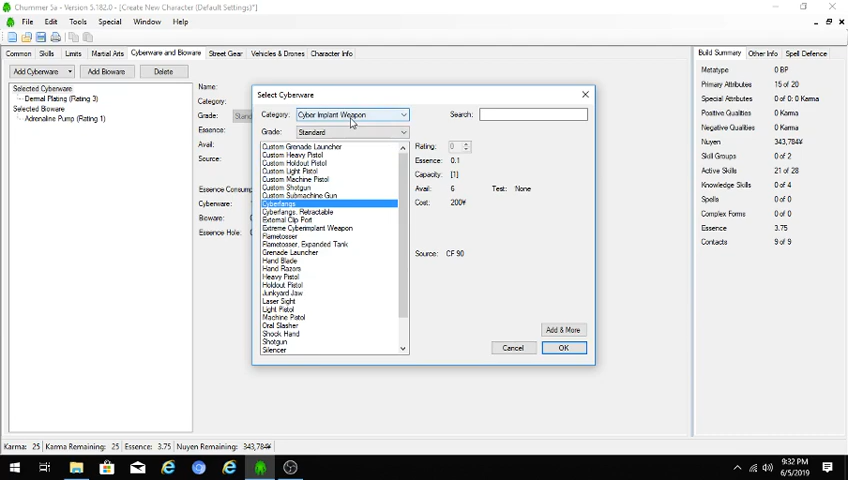 Chummer 5a - Version 5.182.0 - [Create New Character (Default Settings)*]
File Edit Tools Special Window Help
Common Skills Limits Martial Arts Cyberware and Bioware Street Gear Vehicles & Drones Character Info
Add Cyberware Add Bioware Delete
Selected Cyberware
Dermal Plating (Rating 3)
Selected Bioware
Adrenaline Pump (Rating 1)
Name:
Category:
Grade: Stan
Essence:
Avail:
Source:
Essence Consum
Cyberware:
Bioware:
Essence Hole:
Select Cyberware
Category: Cyber Implant Weapon
Search:
Grade: Standard
Custom Grenade Launcher
Custom Heavy Pistol
Custom Holdout Pistol
Custom Light Pistol
Custom Machine Pistol
Custom Shotgun
Custom Submachine Gun
Cyberfangs
Cyberfangs, Retractable
External Clip Port
Extreme Cyberimplant Weapon
Flametosser
Flametosser, Expanded Tank
Grenade Launcher
Hand Blade
Hand Razors
Heavy Pistol
Holdout Pistol
Junkyard Jaw
Laser Sight
Light Pistol
Machine Pistol
Oral Slasher
Shock Hand
Shotgun
Silencer
Rating: 0
Essence: 0.1
Capacity: [1]
Avail: 6 Test: None
Cost: 200¥
Source: CF 90
Add & More
Cancel OK
Build Summary Other Info Spell Defence
Metatype 0 BP
Primary Attributes 15 of 20
Special Attributes 0 of: 0 Karma
Positive Qualities 0 Karma
Negative Qualities 0 Karma
Nuyen 343,784¥
Skill Groups 0 of 2
Active Skills 21 of 28
Knowledge Skills 0 of 4
Spells 0 of 0
Complex Forms 0 of 0
Essence 3.75
Contacts 9 of 9
Karma: 25 Karma Remaining: 25 Essence: 3.75 Nuyen Remaining: 343,784¥
9:32 PM
6/5/2019